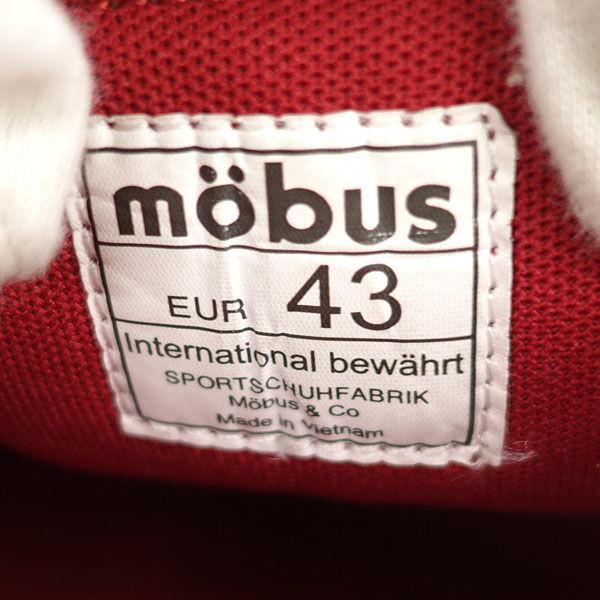 möbus
EUR 43
International bewährt
SPORTSCHUHFABRIK
Möbus & Co
Made in Vietnam